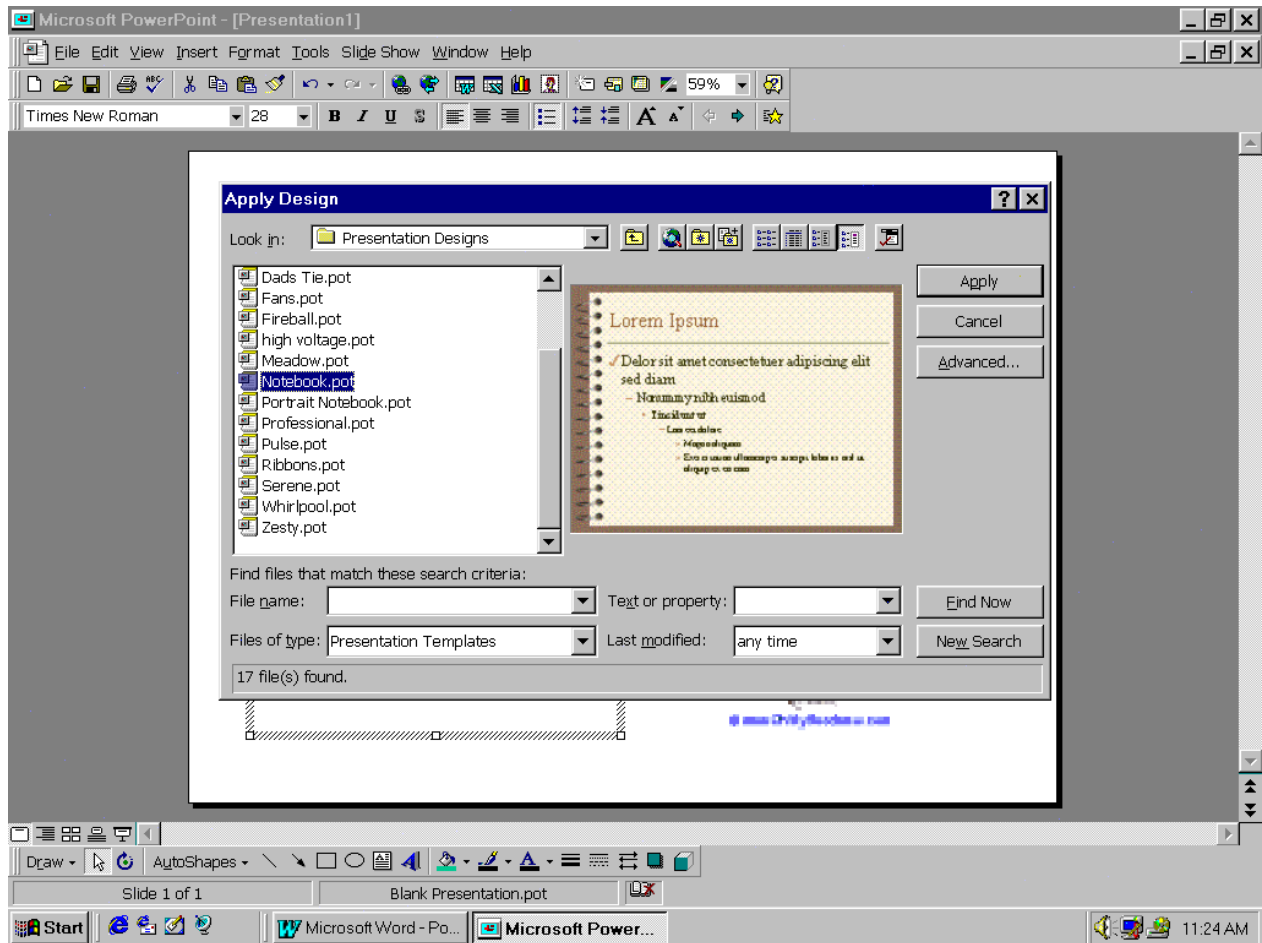 Microsoft PowerPoint - [Presentation1]
File Edit View Insert Format Tools Slide Show Window Help
59%
Times New Roman 28 B I U S
Apply Design
Look in: Presentation Designs
Dads Tie.pot
Fans.pot
Fireball.pot
high voltage.pot
Meadow.pot
Notebook.pot
Portrait Notebook.pot
Professional.pot
Pulse.pot
Ribbons.pot
Serene.pot
Whirlpool.pot
Zesty.pot
Lorem Ipsum
Delor sit amet consectetuer adipiscing elit
sed diam
Apply
Cancel
Advanced...
Find files that match these search criteria:
File name: Text or property: Find Now
Files of type: Presentation Templates Last modified: any time New Search
17 file(s) found.
Draw AutoShapes
Slide 1 of 1 Blank Presentation.pot
Start Microsoft Word - Po... Microsoft Power... 11:24 AM